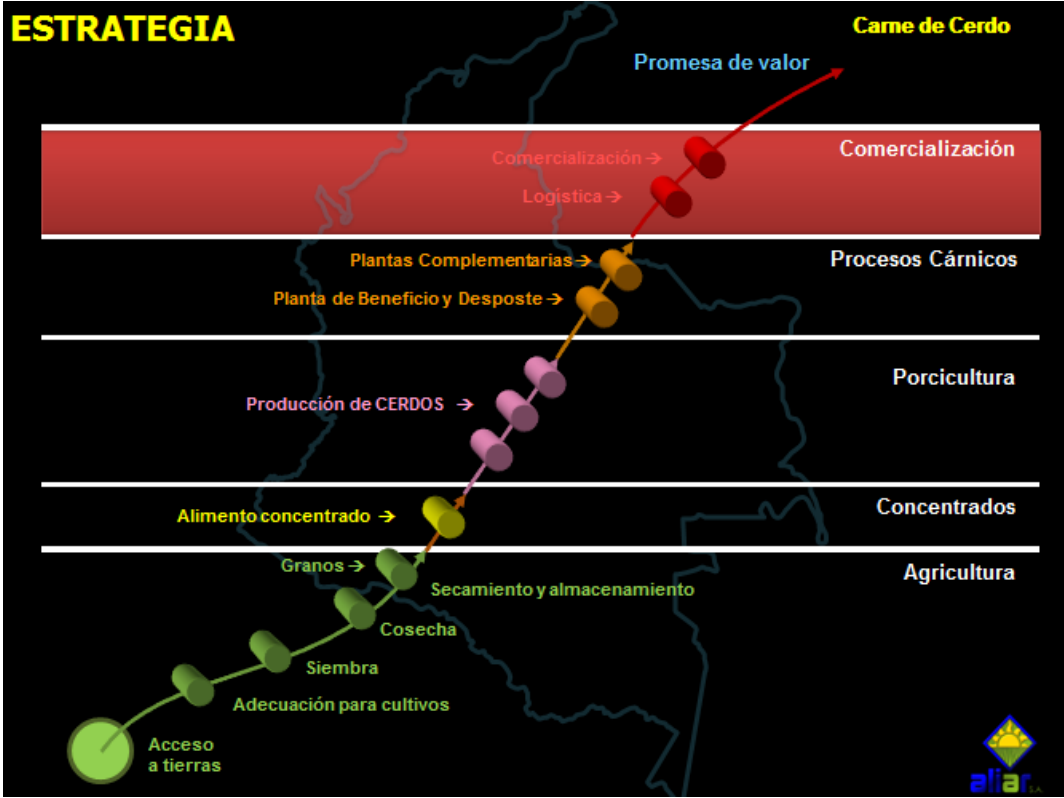 ESTRATEGIA
Carne de Cerdo
Promesa de valor
Comercialización
Comercialización →
Logística →
Procesos Cárnicos
Plantas Complementarias →
Planta de Beneficio y Desposte →
Porcicultura
Producción de CERDOS →
Concentrados
Alimento concentrado →
Agricultura
Granos →
Secamiento y almacenamiento
Cosecha
Siembra
Adecuación para cultivos
Acceso
a tierras
aliar S.A.